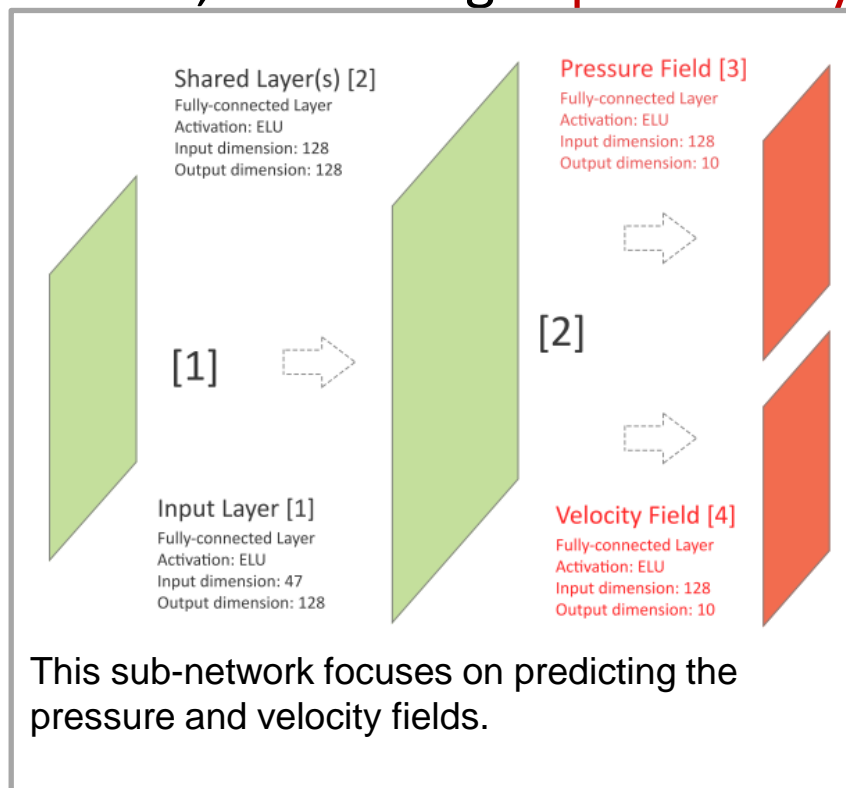 Shared Layer(s) [2]
Fully-connected Layer
Activation: ELU
Input dimension: 128
Output dimension: 128
Pressure Field [3]
Fully-connected Layer
Activation: ELU
Input dimension: 128
Output dimension: 10
[1]
[2]
Input Layer [1]
Fully-connected Layer
Activation: ELU
Input dimension: 47
Output dimension: 128
Velocity Field [4]
Fully-connected Layer
Activation: ELU
Input dimension: 128
Output dimension: 10
This sub-network focuses on predicting the
pressure and velocity fields.